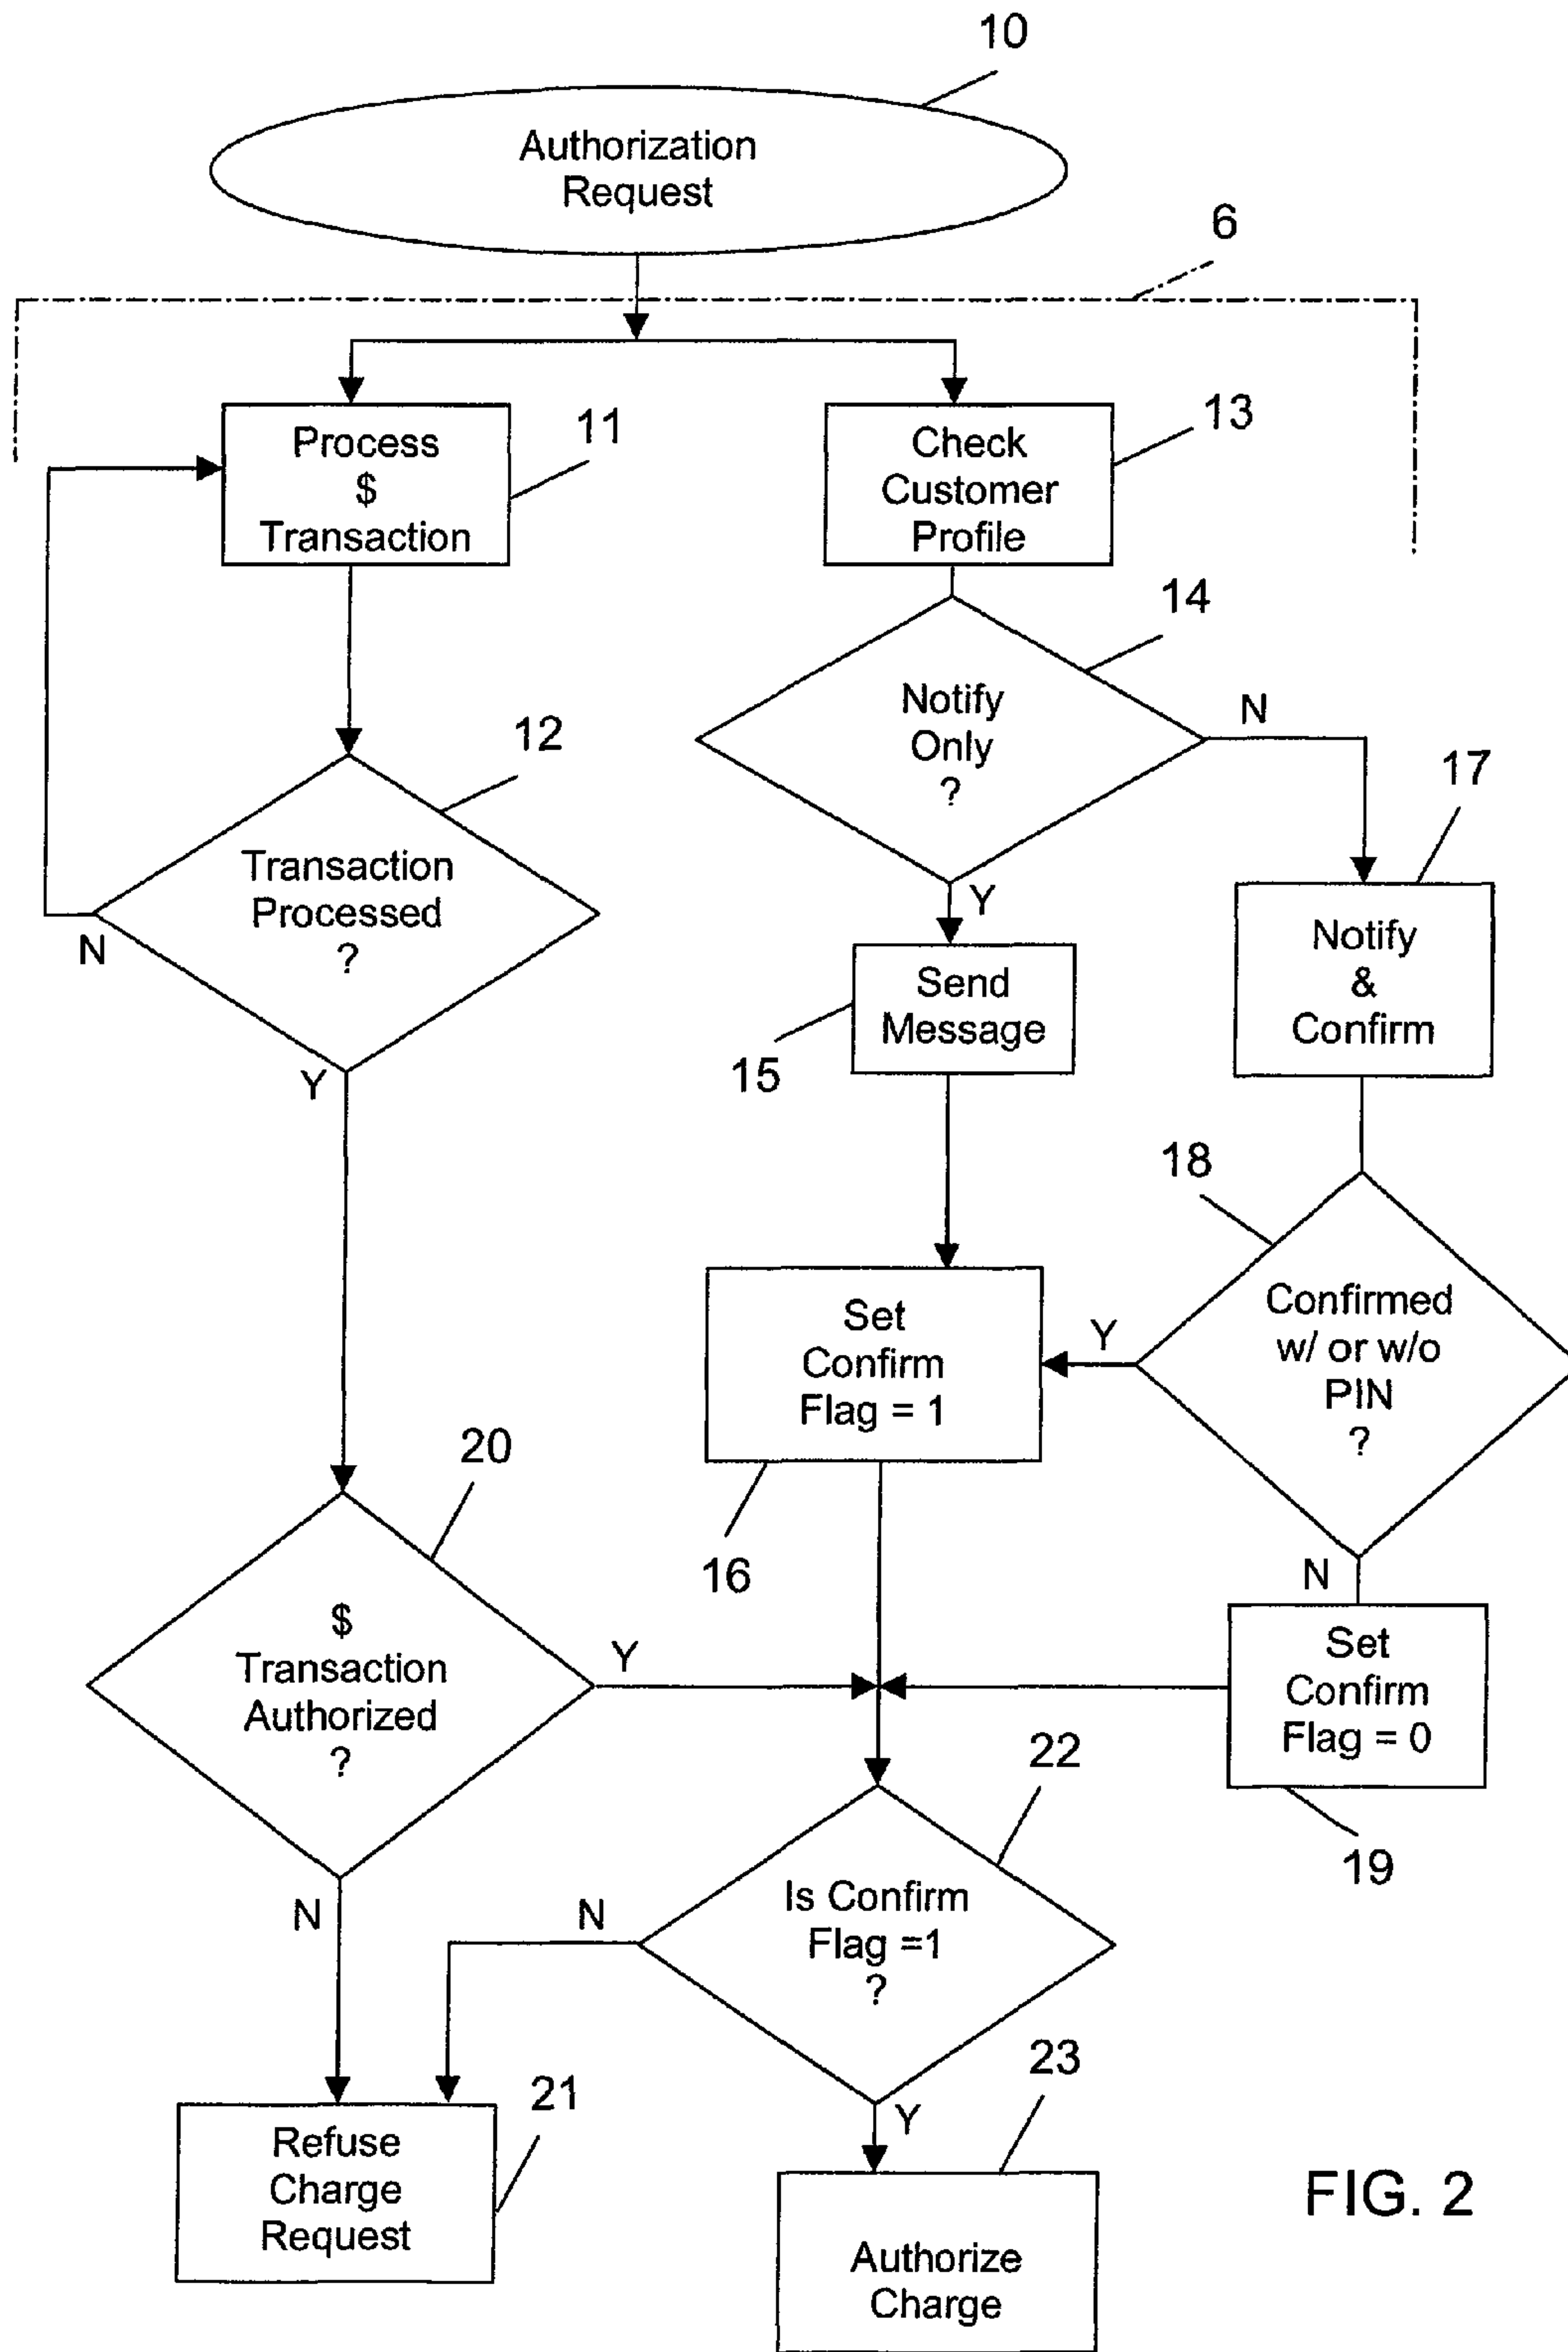 10
Authorization
Request
6
Process
$
Transaction
11
Check
Customer
Profile
13
14
Notify
Only
?
N
Y
12
Transaction
Processed
?
N
Y
17
Notify
&
Confirm
Send
Message
15
18
Confirmed
w/ or w/o
PIN
?
Y
N
Set
Confirm
Flag = 1
16
20
$
Transaction
Authorized
?
Y
N
Set
Confirm
Flag = 0
19
22
Is Confirm
Flag =1
?
N
Y
21
Refuse
Charge
Request
23
Authorize
Charge
FIG. 2